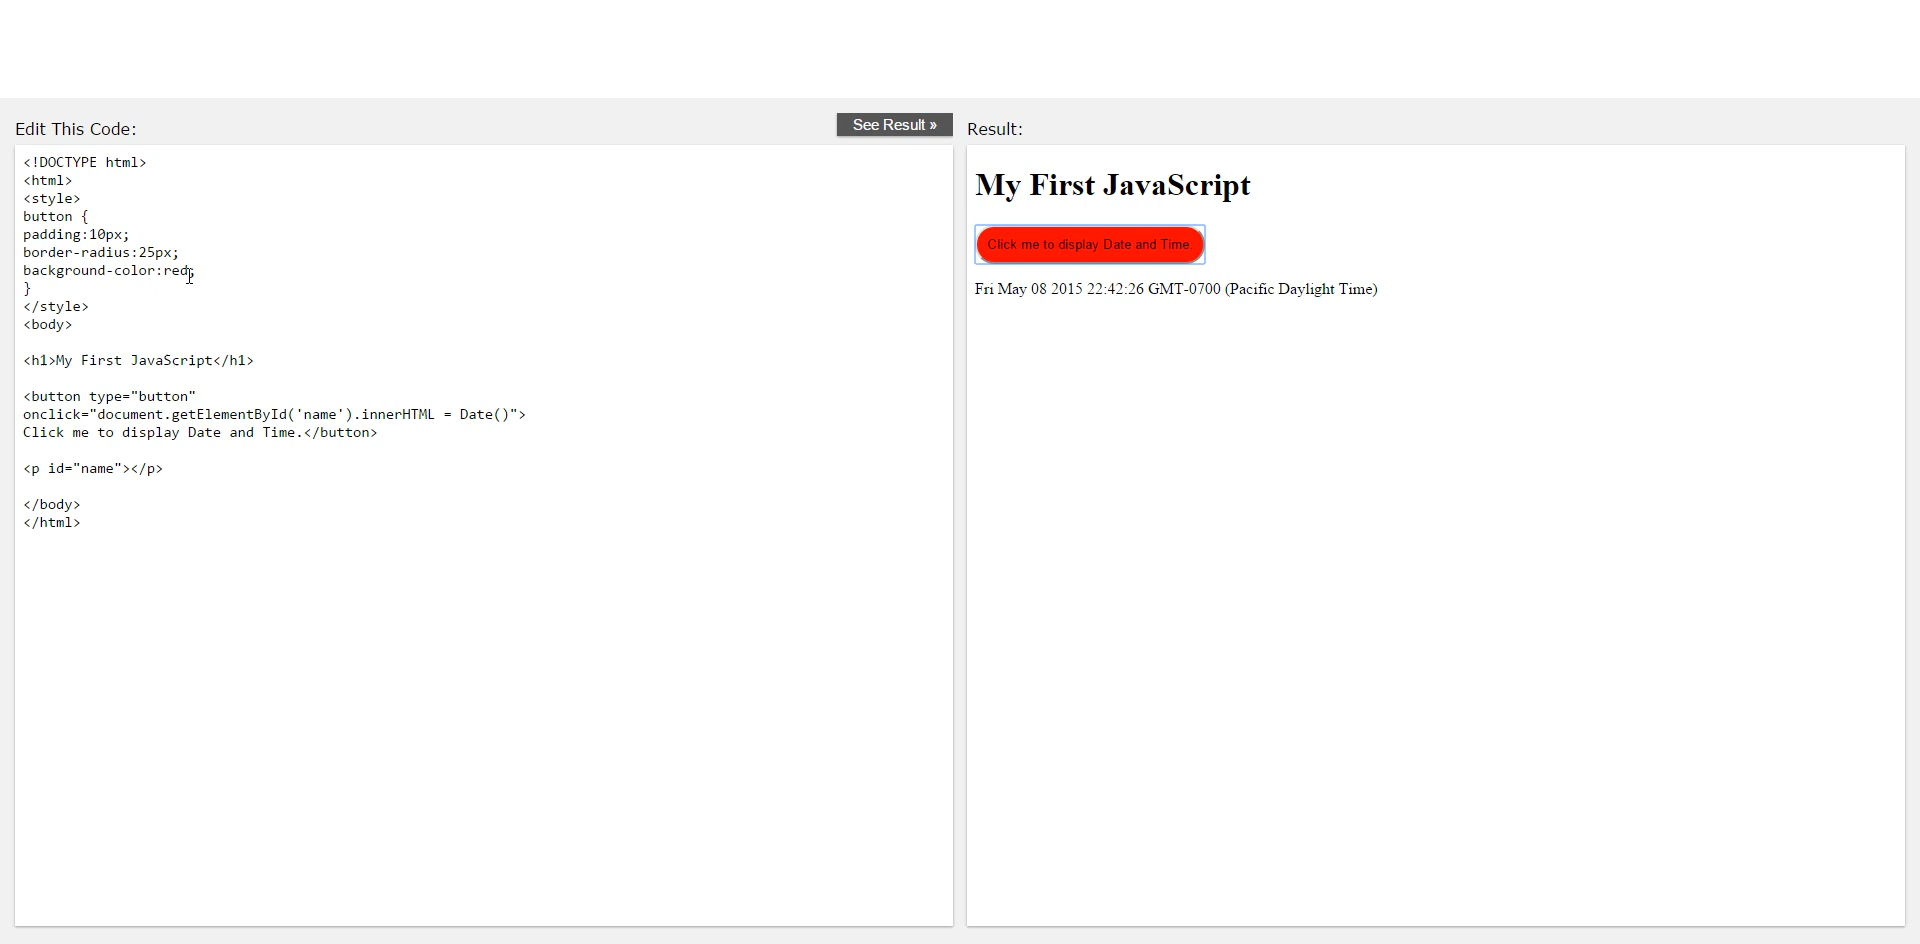 Edit This Code:
See Result »
<!DOCTYPE html>
<html>
<style>
button {
padding:10px;
border-radius:25px;
background-color:red;
}
</style>
<body>
<h1>My First JavaScript</h1>
<button type="button"
onclick="document.getElementById('name').innerHTML = Date()">
Click me to display Date and Time.</button>
<p id="name"></p>
</body>
</html>
Result:
My First JavaScript
Click me to display Date and Time.
Fri May 08 2015 22:42:26 GMT-0700 (Pacific Daylight Time)